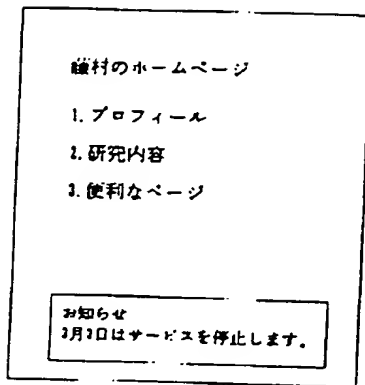 村のホームページ
1. プロフィール
2. 研究内容
3. 便利なページ
お知らせ
3月3日はサービスを停止します。